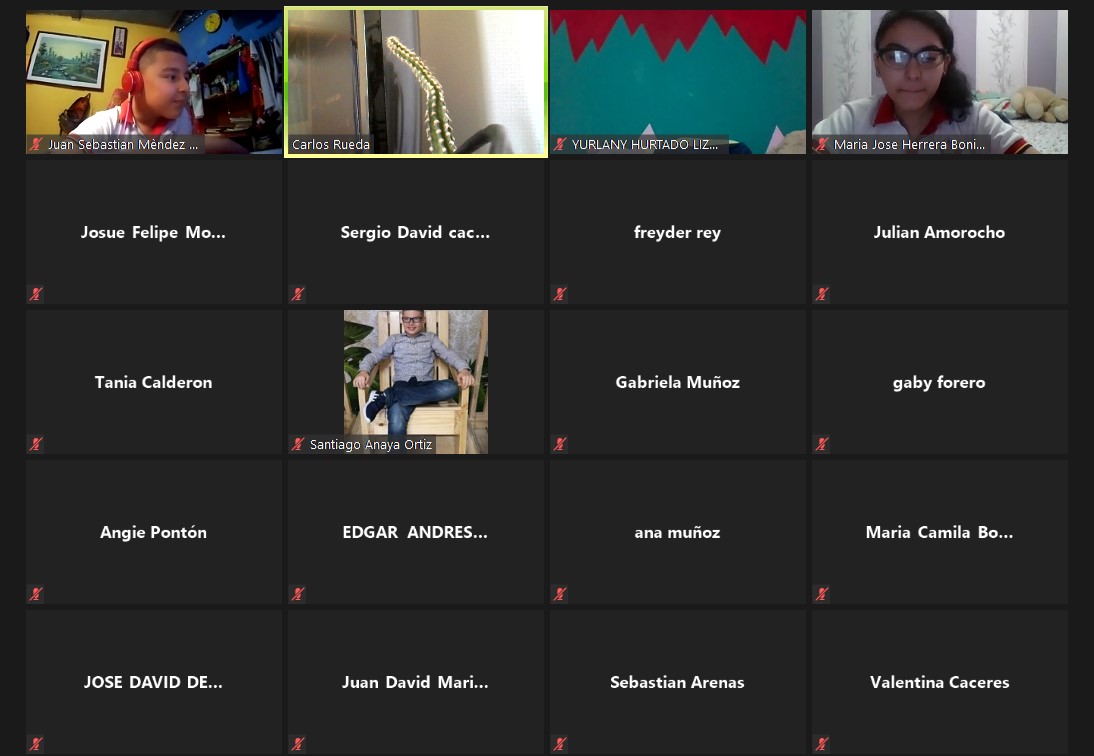 Juan Sebastian Méndez ...
Carlos Rueda
YURLANY HURTADO LIZ...
Maria Jose Herrera Boni...
Josue Felipe Mo...
Sergio David cac...
freyder rey
Julian Amorocho
Tania Calderon
Santiago Anaya Ortiz
Gabriela Muñoz
gaby forero
Angie Pontón
EDGAR ANDRES...
ana muñoz
Maria Camila Bo...
JOSE DAVID DE...
Juan David Mari...
Sebastian Arenas
Valentina Caceres